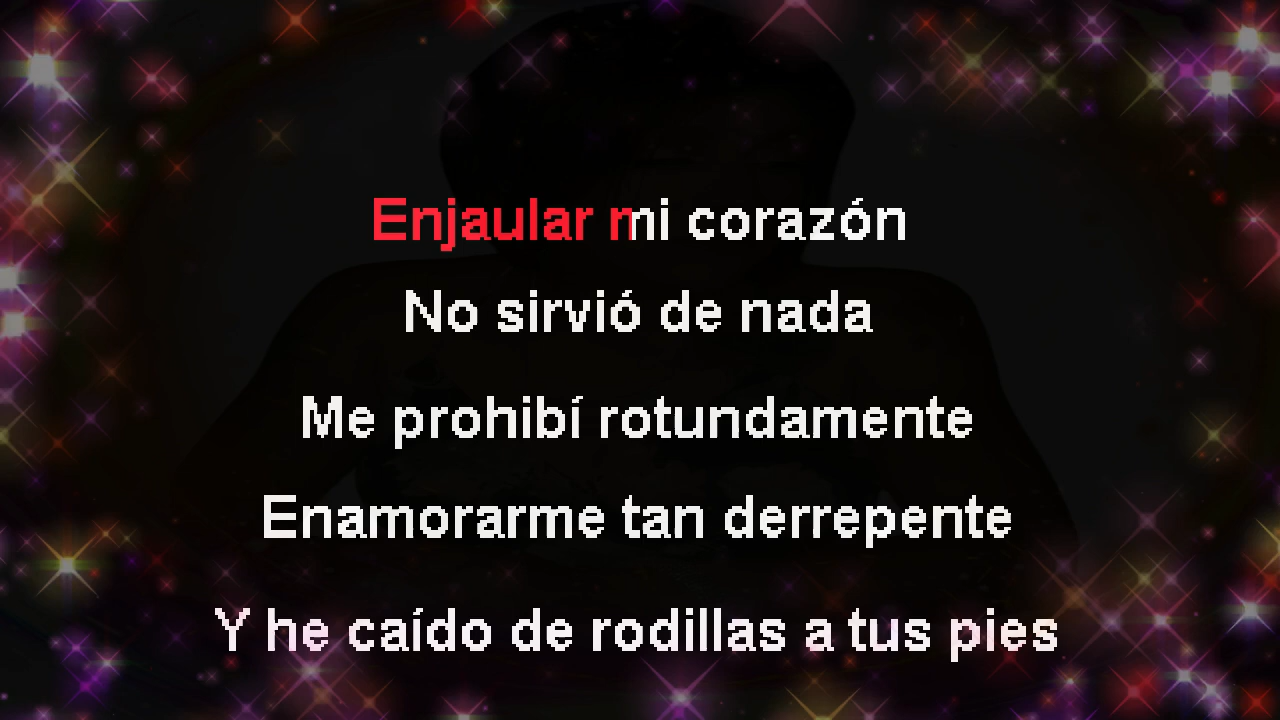 Enjaular mi corazón
No sirvió de nada
Me prohibí rotundamente
Enamorarme tan derrepente
Y he caído de rodillas a tus pies